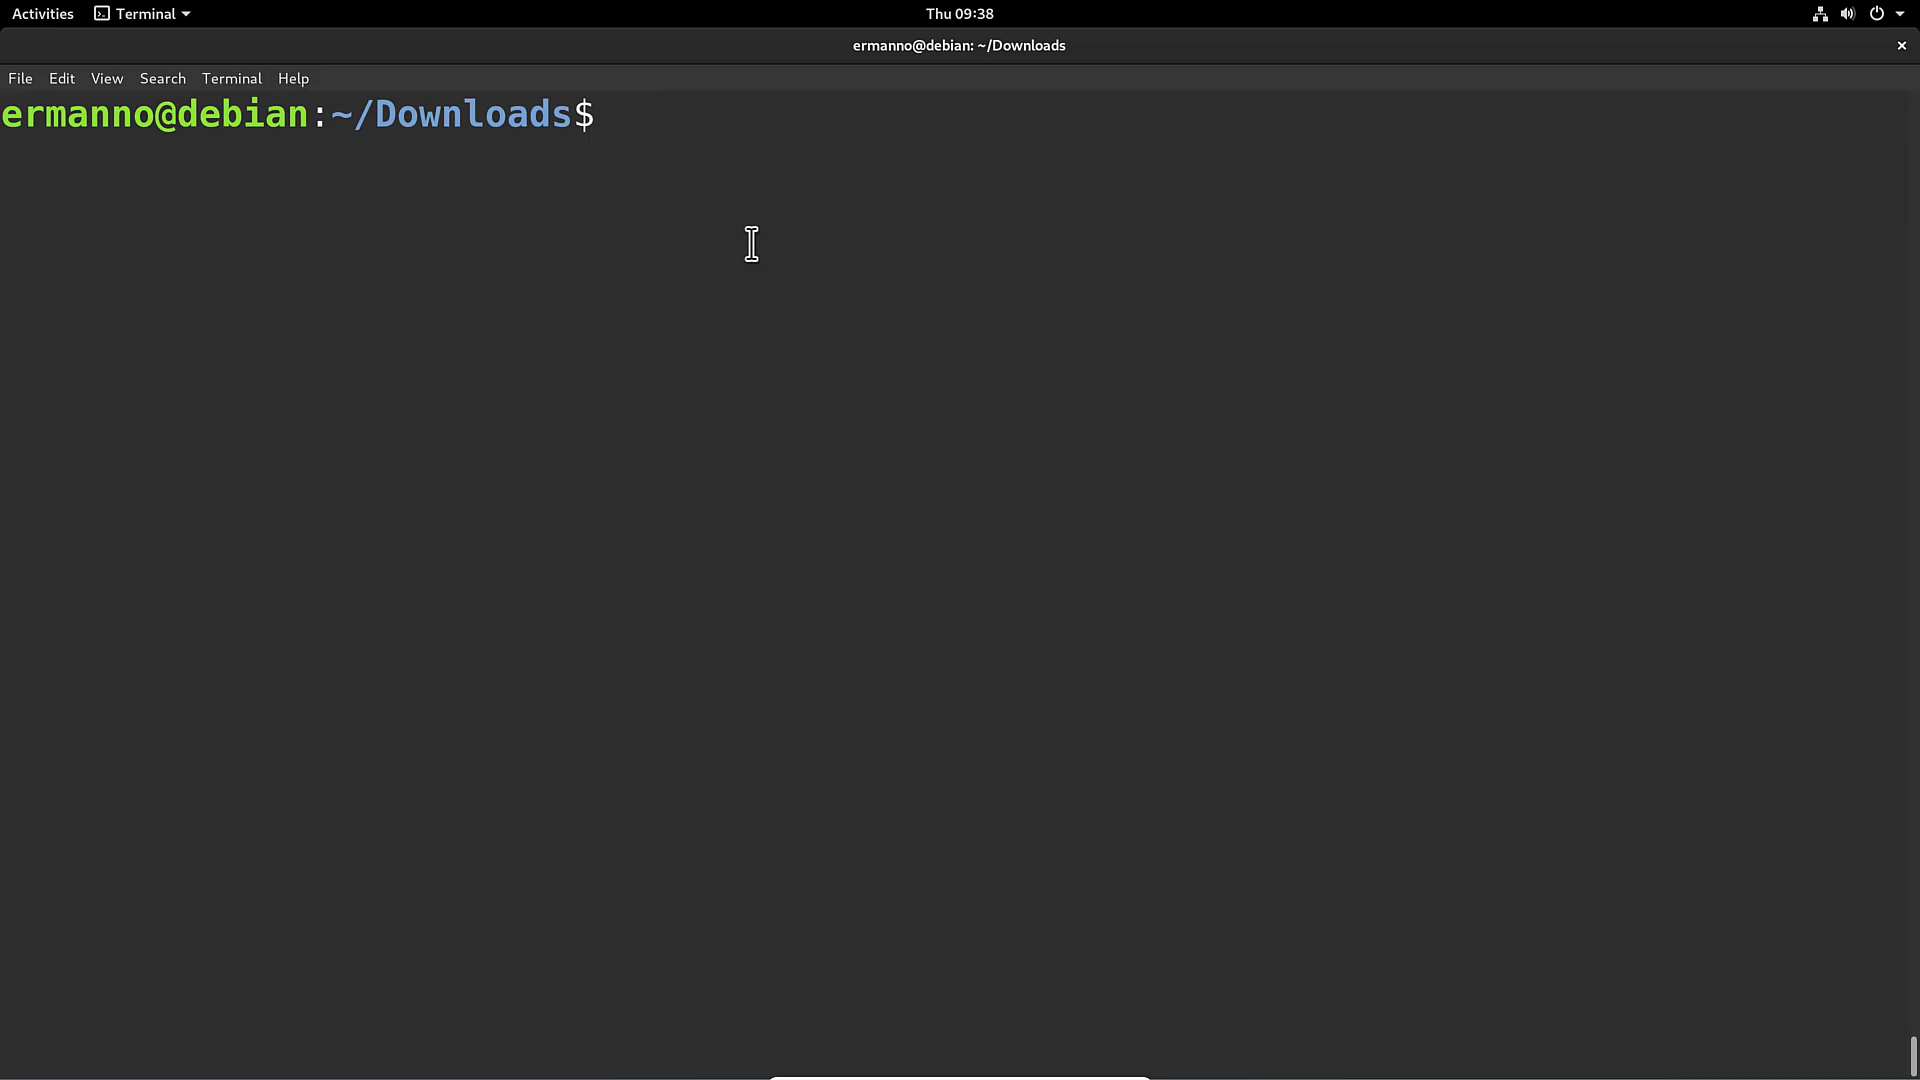 Activities Terminal Thu 09:38
ermanno@debian: ~/Downloads
File Edit View Search Terminal Help
ermanno@debian:~/Downloads$